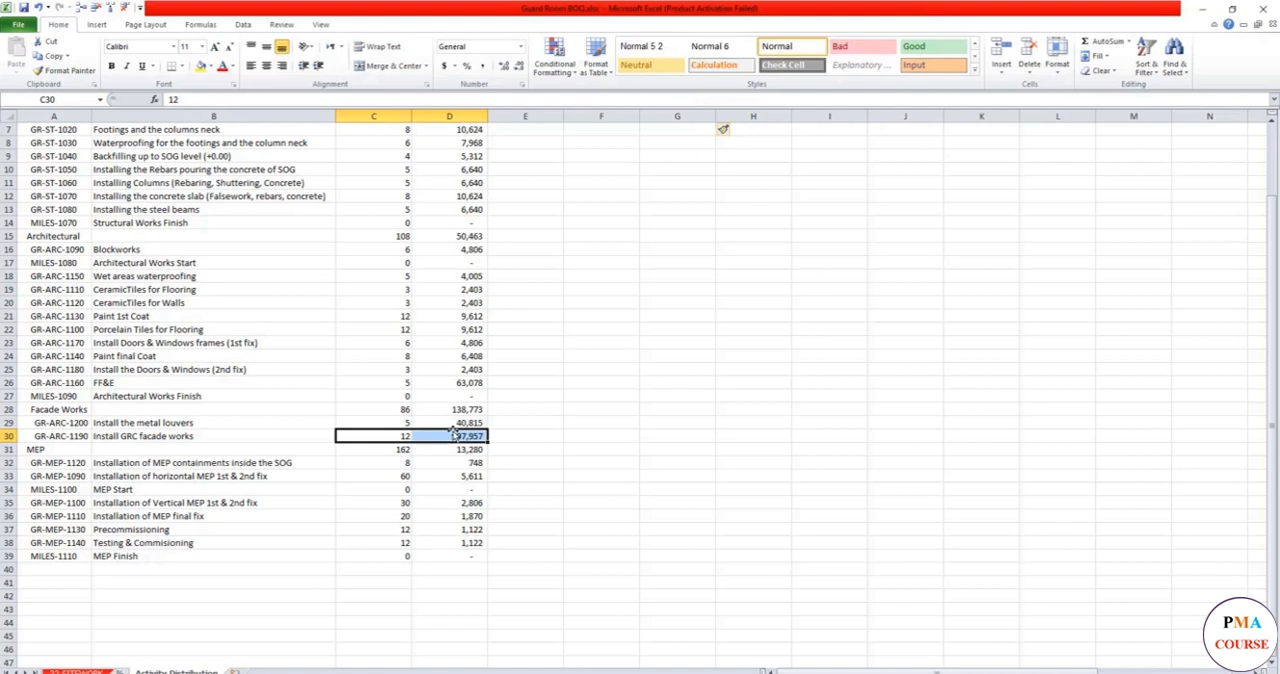 Guard Room BOQ.xlsx - Microsoft Excel (Product Activation Failed)
File Home Insert Page Layout Formulas Data Review View
Cut
Copy
Format Painter
Paste
Clipboard
Calibri 11
B I U
Font
Wrap Text
Merge & Center
Alignment
General
$ % ,
Number
Conditional Formatting
Format as Table
Normal 5 2 Normal 6 Normal Bad Good
Neutral Calculation Check Cell Explanatory ... Input
Styles
Insert Delete Format
Cells
AutoSum
Fill
Clear
Sort & Filter
Find & Select
Editing
C30 fx 12
A B C D E F G H I J K L M N
7 GR-ST-1020 Footings and the columns neck 8 10,624
8 GR-ST-1030 Waterproofing for the footings and the column neck 6 7,968
9 GR-ST-1040 Backfilling up to SOG level (+0.00) 4 5,312
10 GR-ST-1050 Installing the Rebars pouring the concrete of SOG 5 6,640
11 GR-ST-1060 Installing Columns (Rebaring, Shuttering, Concrete) 5 6,640
12 GR-ST-1070 Installing the concrete slab (Falsework, rebars, concrete) 8 10,624
13 GR-ST-1080 Installing the steel beams 5 6,640
14 MILES-1070 Structural Works Finish 0 -
15 Architectural 108 50,463
16 GR-ARC-1090 Blockworks 6 4,806
17 MILES-1080 Architectural Works Start 0 -
18 GR-ARC-1150 Wet areas waterproofing 5 4,005
19 GR-ARC-1110 CeramicTiles for Flooring 3 2,403
20 GR-ARC-1120 CeramicTiles for Walls 3 2,403
21 GR-ARC-1130 Paint 1st Coat 12 9,612
22 GR-ARC-1100 Porcelain Tiles for Flooring 12 9,612
23 GR-ARC-1170 Install Doors & Windows frames (1st fix) 6 4,806
24 GR-ARC-1140 Paint final Coat 8 6,408
25 GR-ARC-1180 Install the Doors & Windows (2nd fix) 3 2,403
26 GR-ARC-1160 FF&E 5 63,078
27 MILES-1090 Architectural Works Finish 0 -
28 Facade Works 86 138,773
29 GR-ARC-1200 Install the metal louvers 5 40,815
30 GR-ARC-1190 Install GRC facade works 12 97,957
31 MEP 162 13,280
32 GR-MEP-1120 Installation of MEP containments inside the SOG 8 748
33 GR-MEP-1090 Installation of horizontal MEP 1st & 2nd fix 60 5,611
34 MILES-1100 MEP Start 0 -
35 GR-MEP-1100 Installation of Vertical MEP 1st & 2nd fix 30 2,806
36 GR-MEP-1110 Installation of MEP final fix 20 1,870
37 GR-MEP-1130 Precommissioning 12 1,122
38 GR-MEP-1140 Testing & Commisioning 12 1,122
39 MILES-1110 MEP Finish 0 -
40
41
42
43
44
45
46
47
Activity Distribution
PMA
COURSE